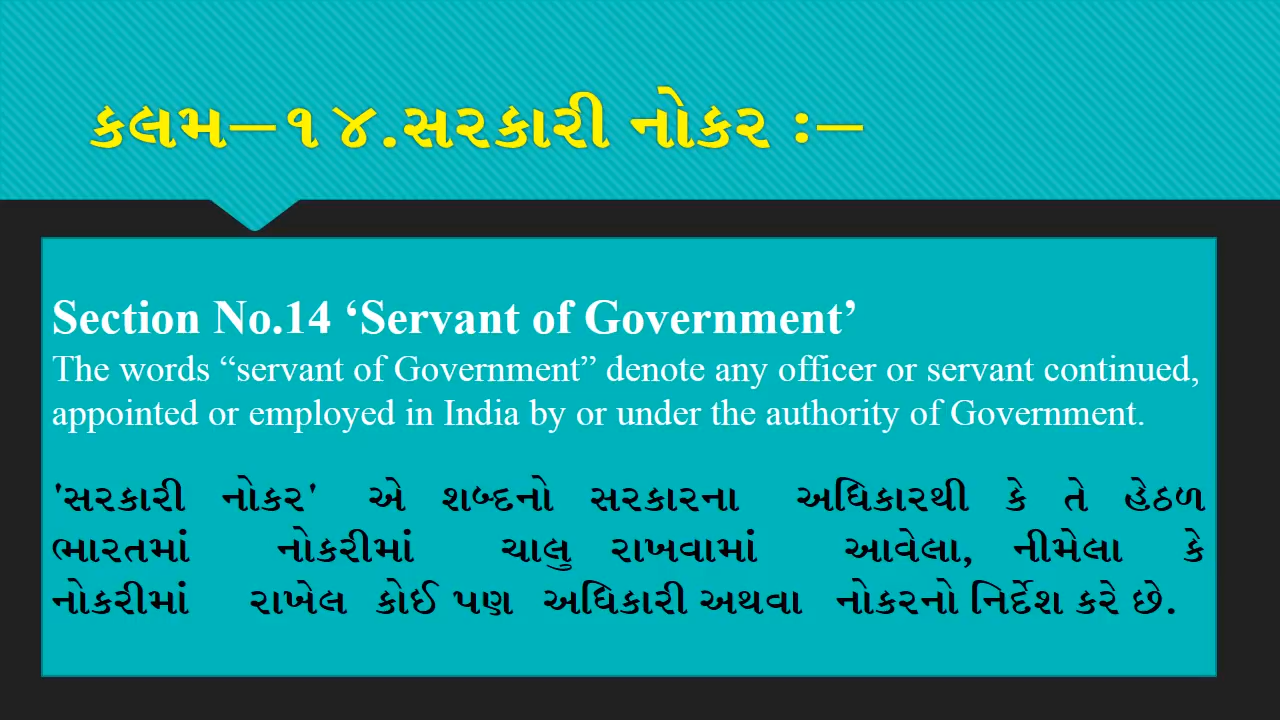 કલમ–૧૪.સરકારી નોકર :–
Section No.14 ‘Servant of Government’
The words “servant of Government” denote any officer or servant continued,
appointed or employed in India by or under the authority of Government.
'સરકારી નોકર' એ શબ્દનો સરકારના અધિકારથી કે તે હેઠળ
ભારતમાં નોકરીમાં ચાલુ રાખવામાં આવેલા, નીમેલા કે
નોકરીમાં રાખેલ કોઈ પણ અધિકારી અથવા નોકરનો નિર્દેશ કરે છે.